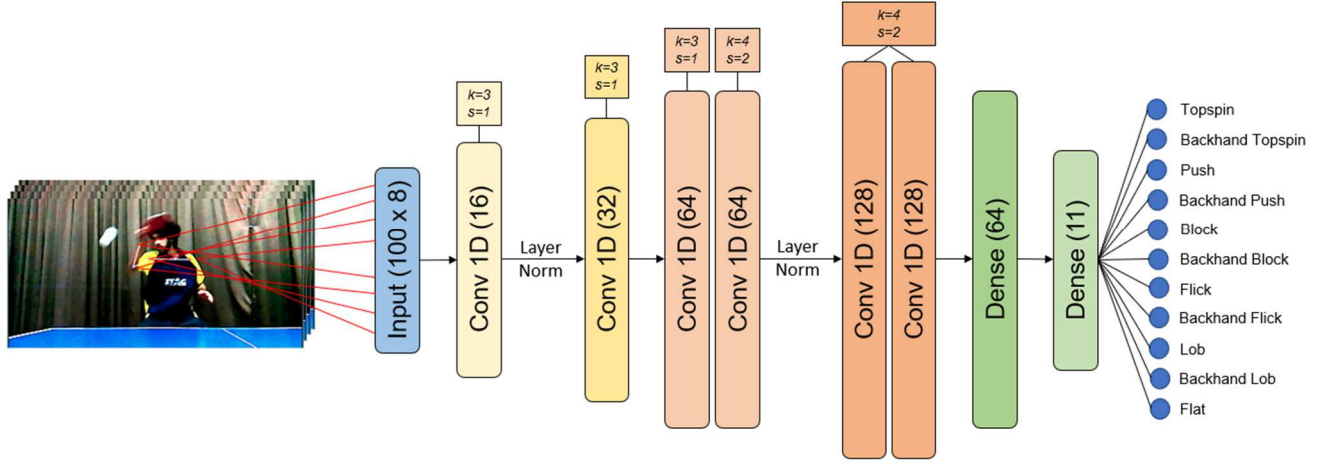 k=4
s=2
k=3
s=1
k=4
s=2
k=3
s=1
k=3
s=1
Input (100 x 8)
Conv 1D (16)
Layer
Norm
Conv 1D (32)
Conv 1D (64)
Conv 1D (64)
Layer
Norm
Conv 1D (128)
Conv 1D (128)
Dense (64)
Dense (11)
Topspin
Backhand Topspin
Push
Backhand Push
Block
Backhand Block
Flick
Backhand Flick
Lob
Backhand Lob
Flat